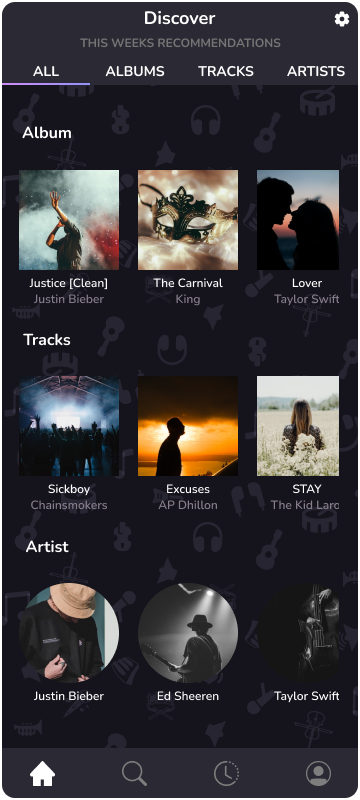 Discover
THIS WEEKS RECOMMENDATIONS
ALL ALBUMS TRACKS ARTISTS
Album
Justice [Clean] The Carnival Lover
Justin Bieber King Taylor Swift
Tracks
Sickboy Excuses STAY
Chainsmokers AP Dhillon The Kid Laro
Artist
Justin Bieber Ed Sheeren Taylor Swift